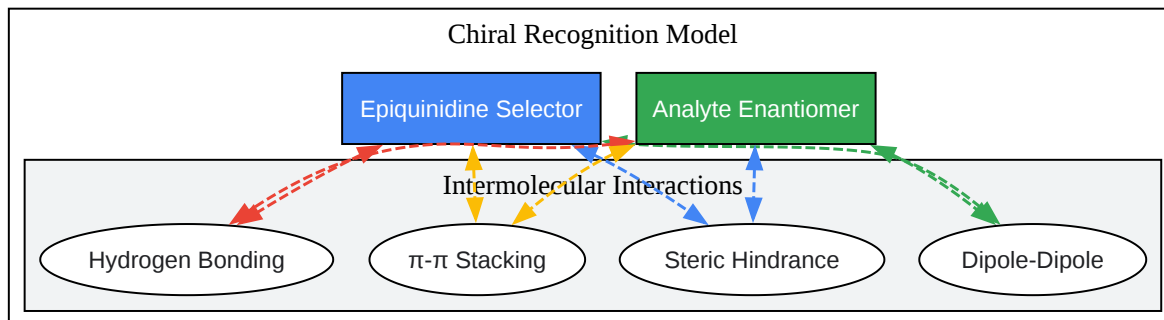 Chiral Recognition Model
Epiquinidine Selector
Analyte Enantiomer
Intermolecular Interactions
Hydrogen Bonding
π-π Stacking
Steric Hindrance
Dipole-Dipole